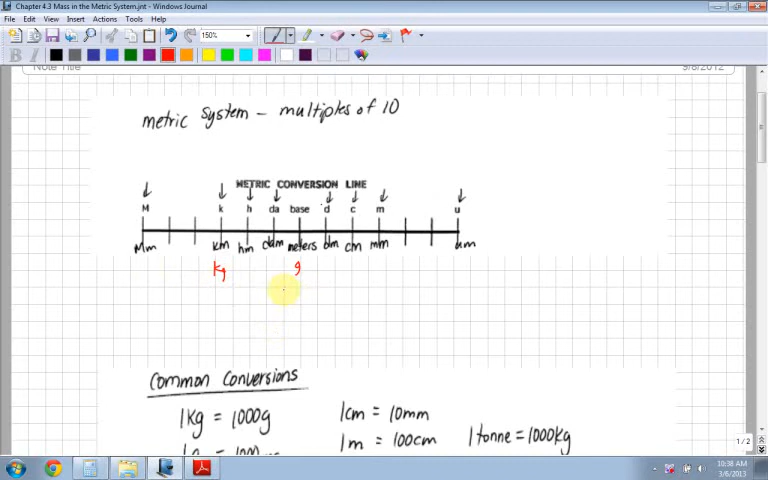 Chapter 4.3 Mass in the Metric System.jnt - Windows Journal
File Edit View Insert Actions Tools Help
150%
B I
Note Title
9/8/2012
metric system - multiples of 10
METRIC CONVERSION LINE
M k h da base d c m u
Mm km hm dam meters dm cm mm um
kg g
Common Conversions
1Kg = 1000g
1cm = 10mm
1m = 100cm
1 tonne = 1000kg
1 / 2
10:38 AM
3/6/2013